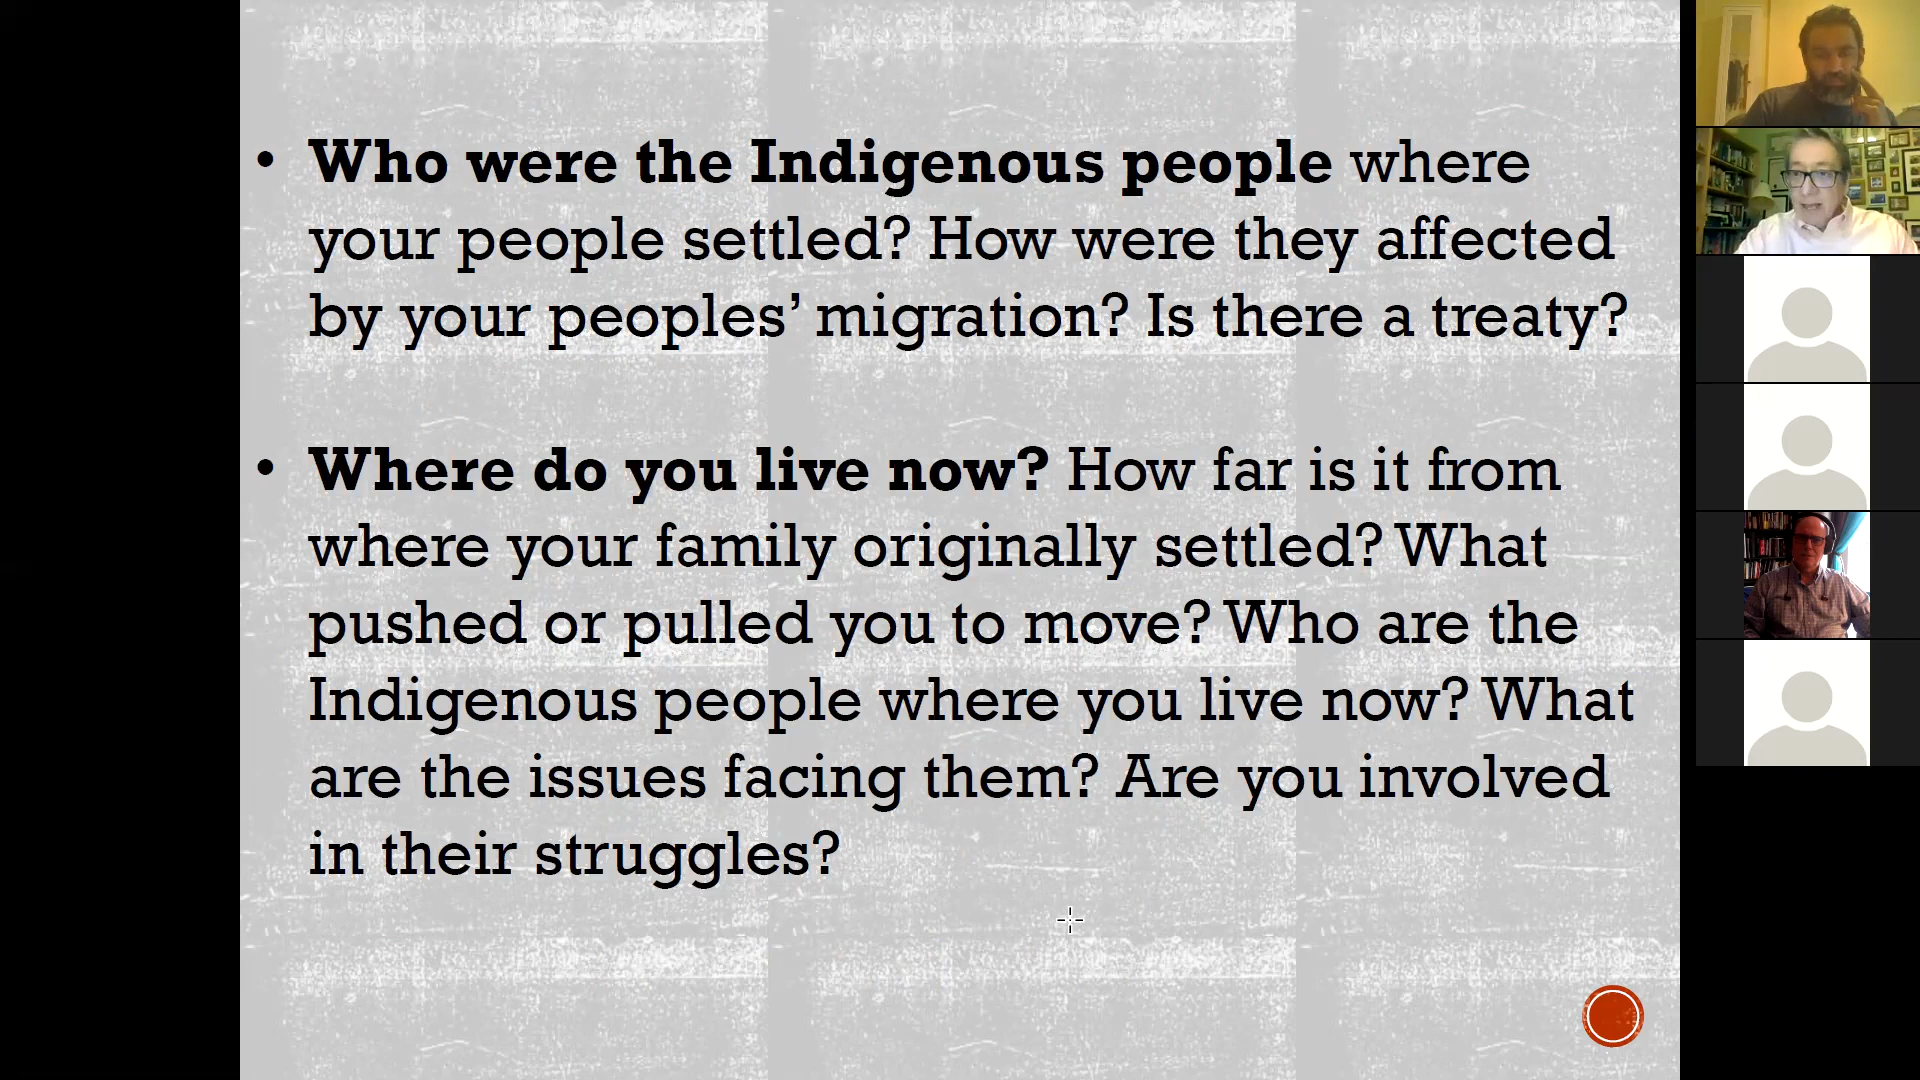 • Who were the Indigenous people where
your people settled? How were they affected
by your peoples’ migration? Is there a treaty?
• Where do you live now? How far is it from
where your family originally settled? What
pushed or pulled you to move? Who are the
Indigenous people where you live now? What
are the issues facing them? Are you involved
in their struggles?